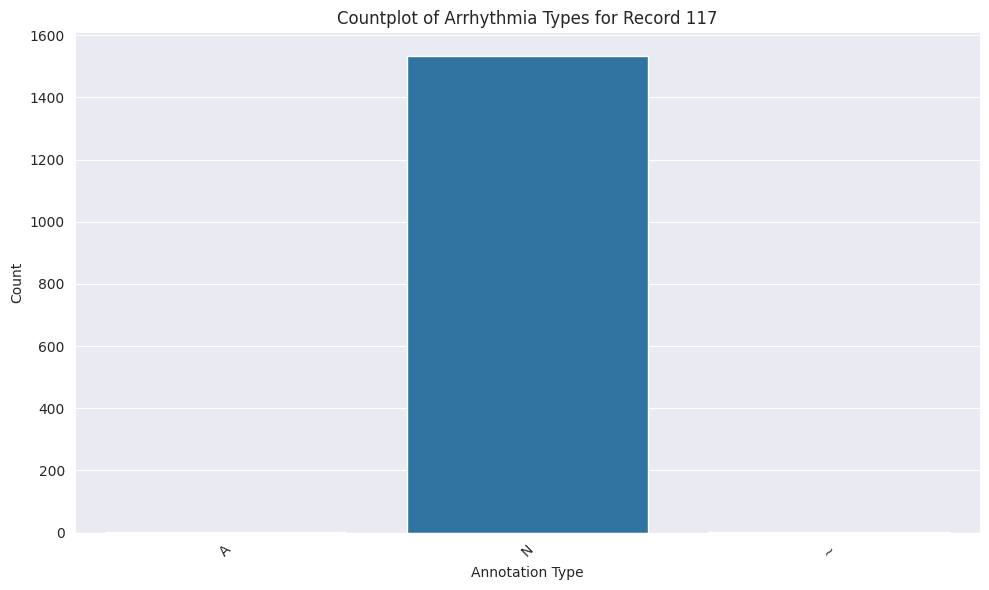 Countplot of Arrhythmia Types for Record 117
1600
1400
1200
1000
800
600
400
200
0
Count
A
N
~
Annotation Type